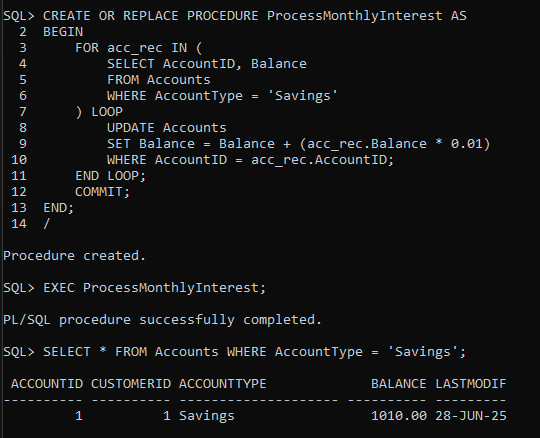 SQL> CREATE OR REPLACE PROCEDURE ProcessMonthlyInterest AS
  2  BEGIN
  3      FOR acc_rec IN (
  4          SELECT AccountID, Balance
  5          FROM Accounts
  6          WHERE AccountType = 'Savings'
  7      ) LOOP
  8          UPDATE Accounts
  9          SET Balance = Balance + (acc_rec.Balance * 0.01)
 10          WHERE AccountID = acc_rec.AccountID;
 11      END LOOP;
 12      COMMIT;
 13  END;
 14  /
Procedure created.
SQL> EXEC ProcessMonthlyInterest;
PL/SQL procedure successfully completed.
SQL> SELECT * FROM Accounts WHERE AccountType = 'Savings';
 ACCOUNTID CUSTOMERID ACCOUNTTYPE             BALANCE LASTMODIF
---------- ---------- -------------------- ---------- ---------
         1          1 Savings                 1010.00 28-JUN-25